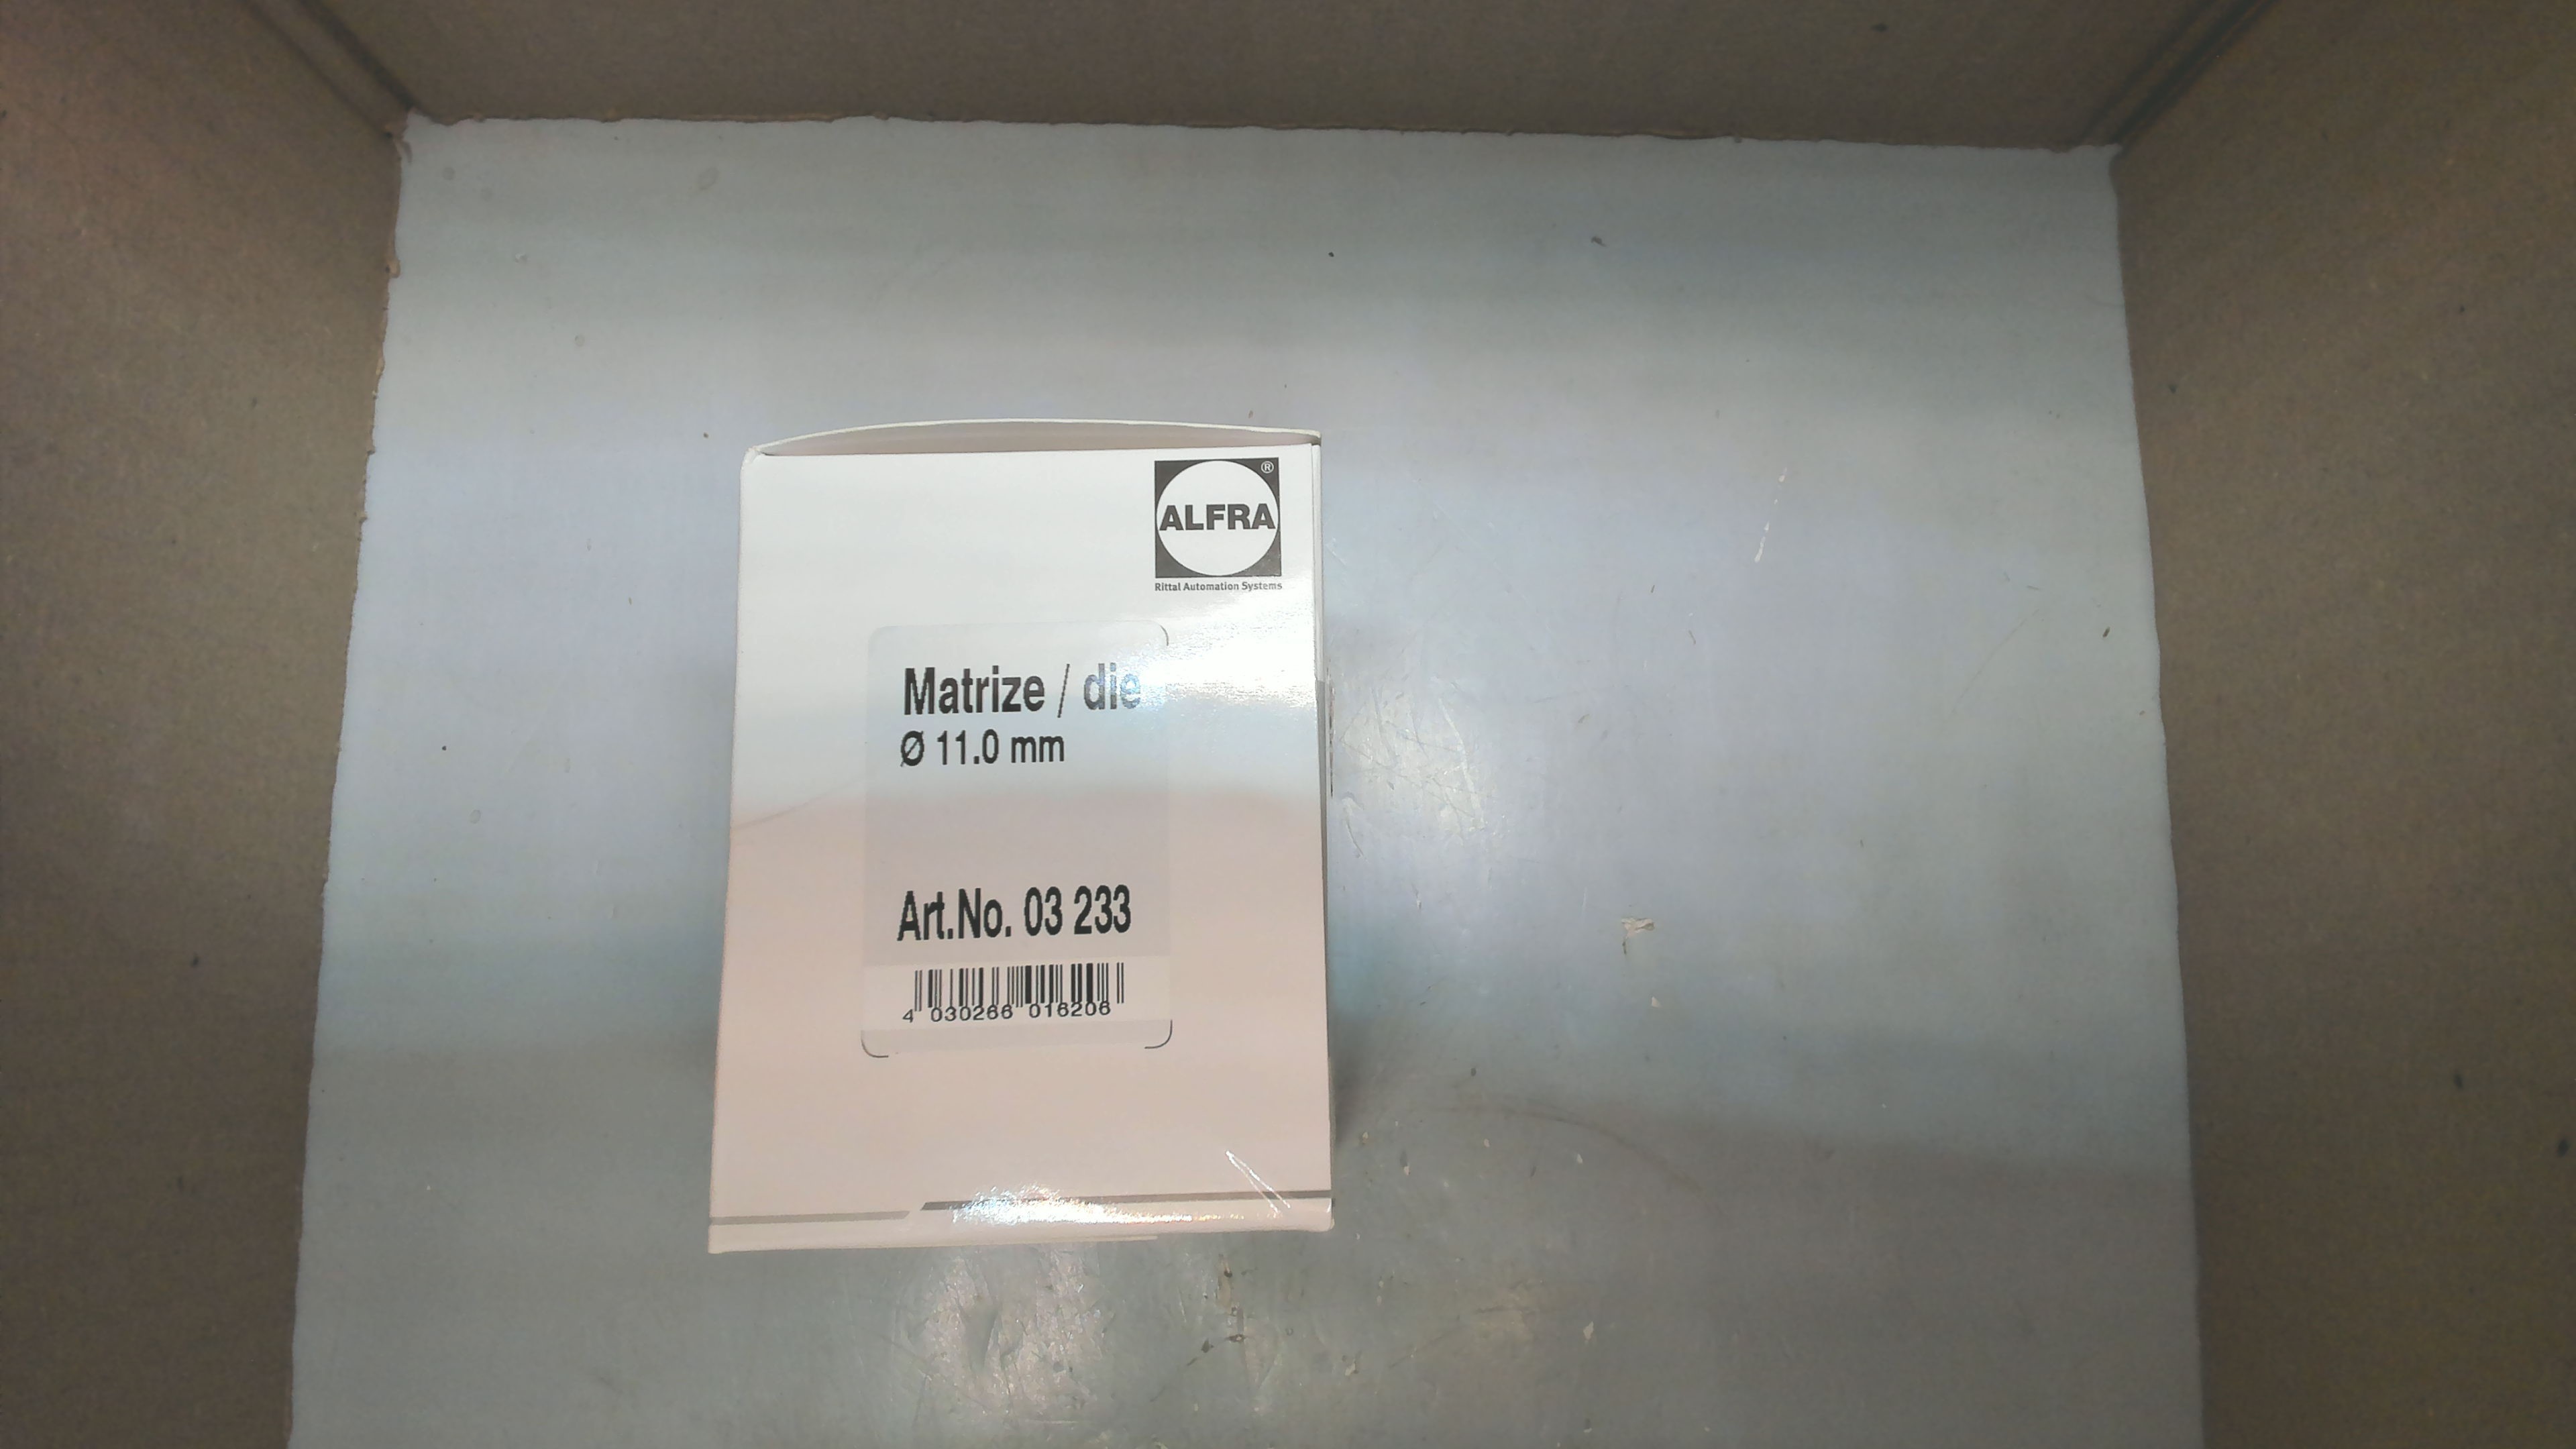 ALFRA®
Rittal Automation Systems
Matrize / die
Ø 11.0 mm
Art.No. 03 233
4 030266 016206